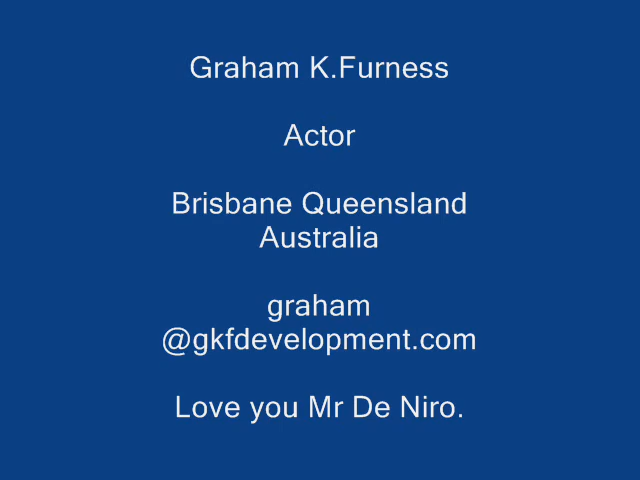 Graham K.Furness
Actor
Brisbane Queensland
Australia
graham
@gkfdevelopment.com
Love you Mr De Niro.